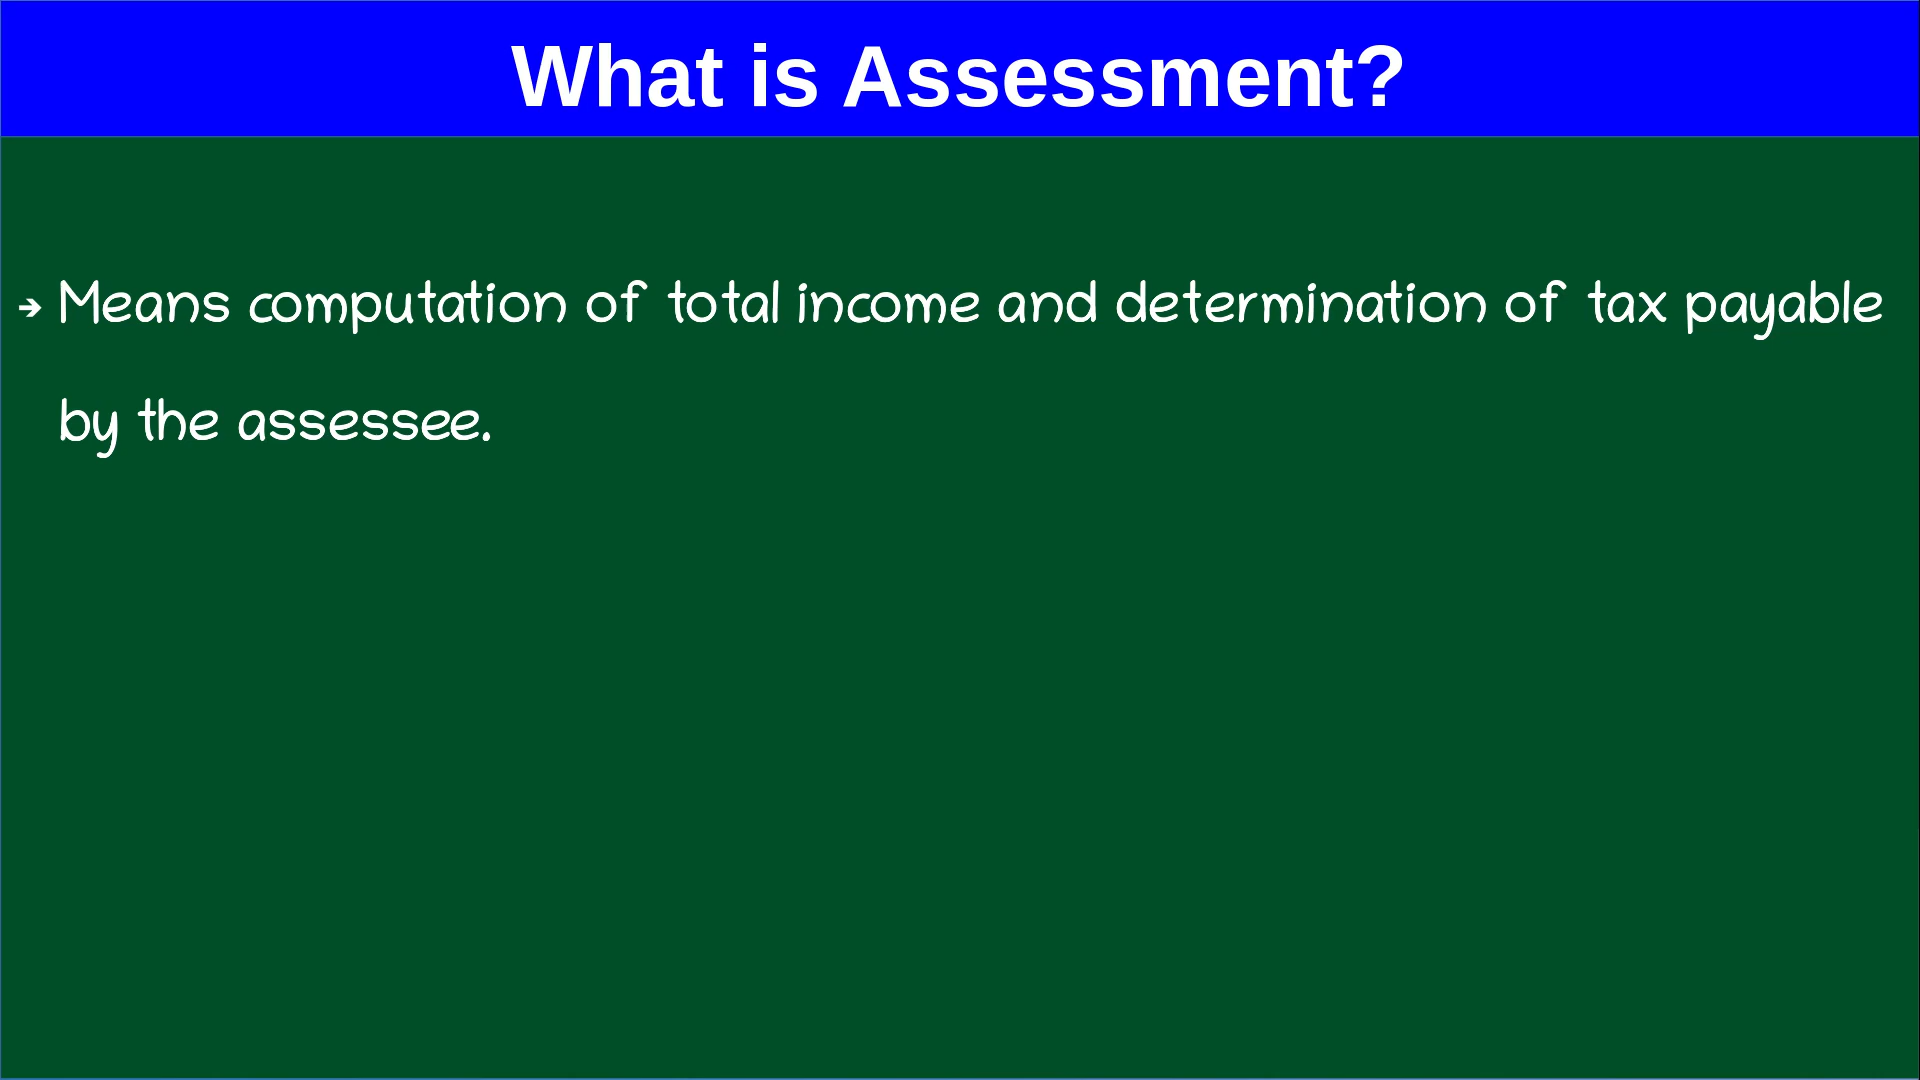 What is Assessment?
➔ Means computation of total income and determination of tax payable
by the assessee.